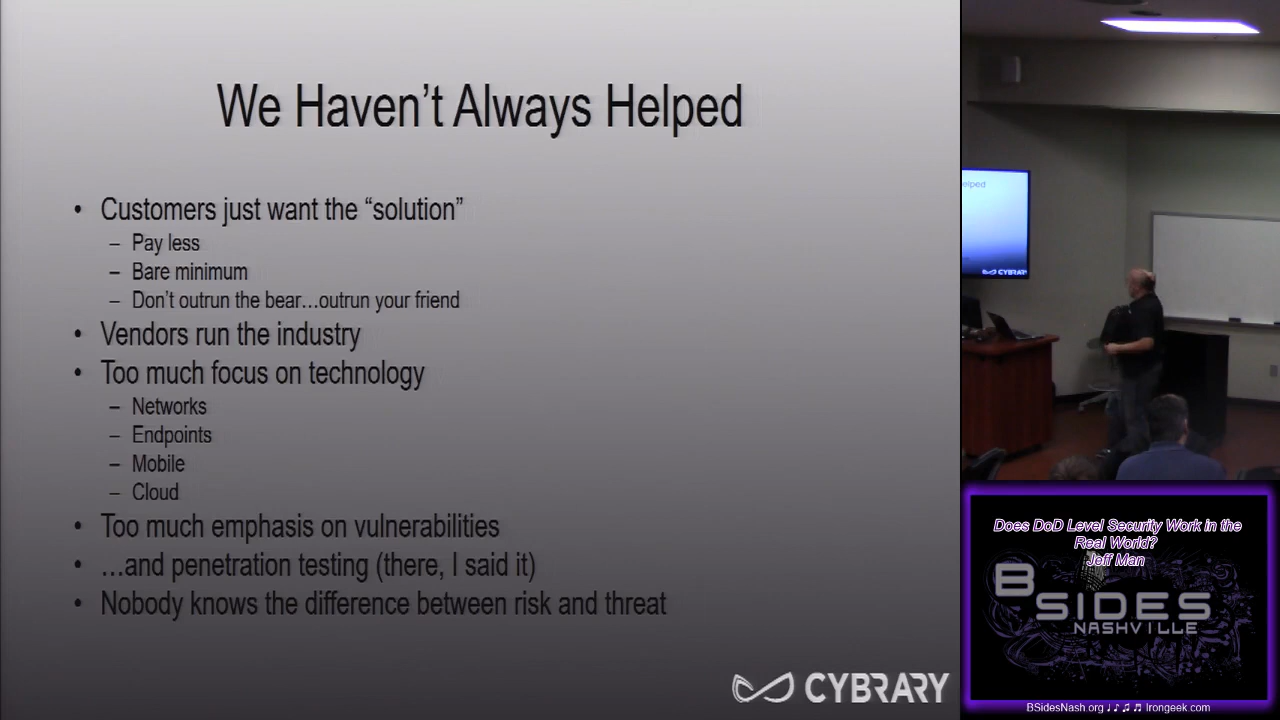 We Haven't Always Helped
• Customers just want the “solution”
– Pay less
– Bare minimum
– Don't outrun the bear…outrun your friend
• Vendors run the industry
• Too much focus on technology
– Networks
– Endpoints
– Mobile
– Cloud
• Too much emphasis on vulnerabilities
• …and penetration testing (there, I said it)
• Nobody knows the difference between risk and threat
CYBRARY
elped
CYBRARY
Does DoD Level Security Work in the
Real World?
Jeff Man
BSIDES
NASHVILLE
BSidesNash.org ♩ ♪ ♫ ♬ Irongeek.com